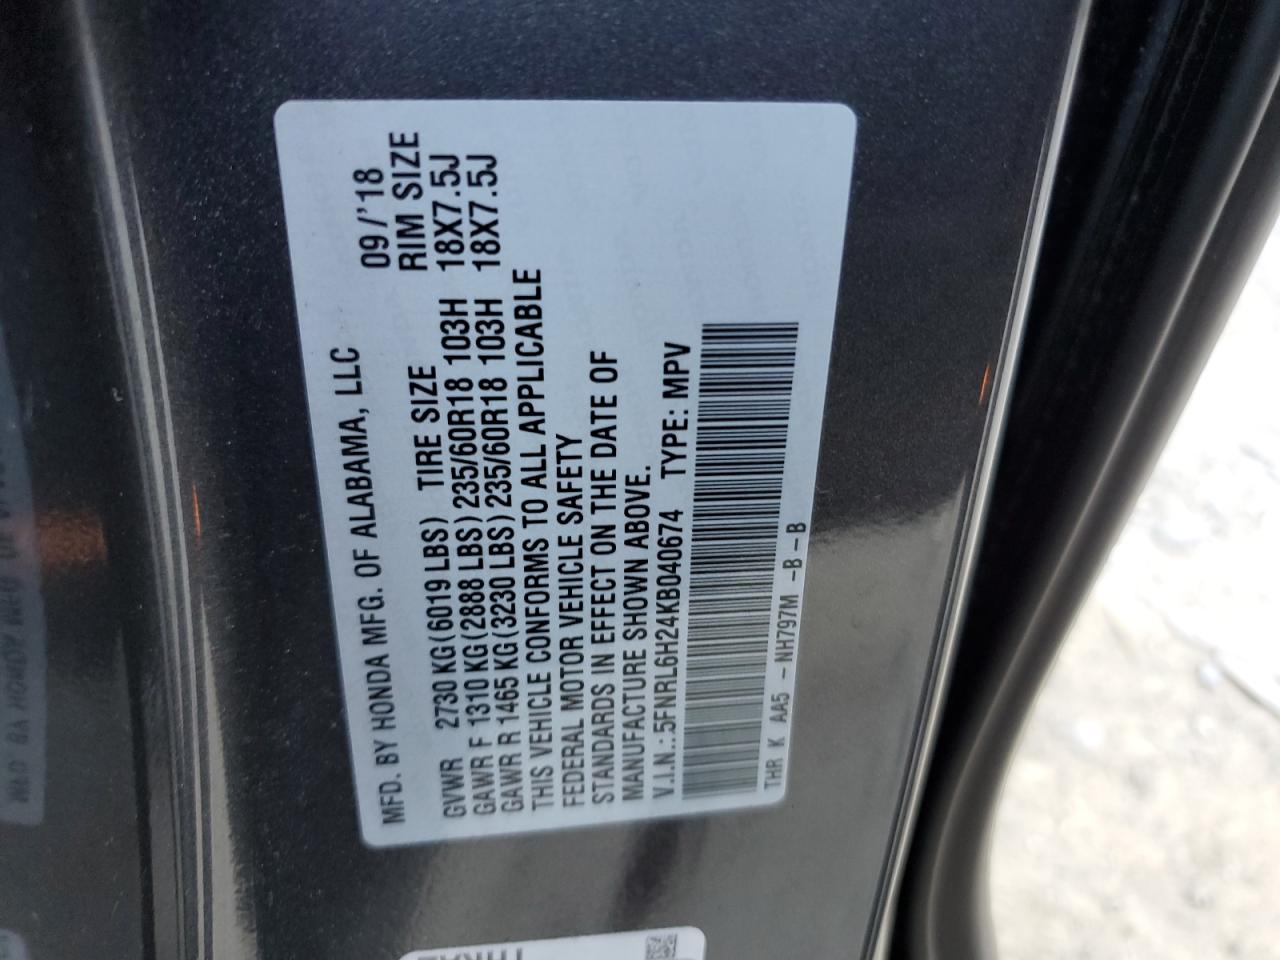 MFD. BY HONDA MFG. OF ALABAMA, LLC 09/'18
GVWR 2730 KG(6019 LBS) TIRE SIZE RIM SIZE
GAWR F 1310 KG(2888 LBS) 235/60R18 103H 18X7.5J
GAWR R 1465 KG(3230 LBS) 235/60R18 103H 18X7.5J
THIS VEHICLE CONFORMS TO ALL APPLICABLE
FEDERAL MOTOR VEHICLE SAFETY
STANDARDS IN EFFECT ON THE DATE OF
MANUFACTURE SHOWN ABOVE.
V.I.N.:5FNRL6H24KB040674 TYPE: MPV
THR K AA5 - NH797M -B - B